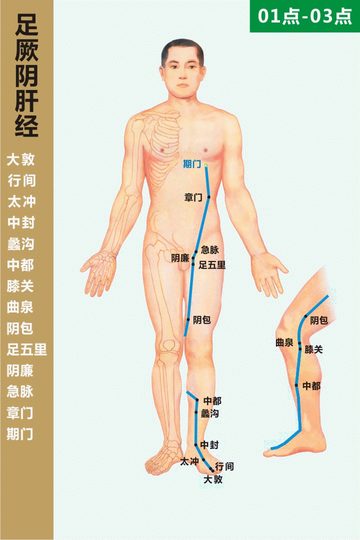 01点-03点
足厥阴肝经
大敦
行间
太冲
中封
蠡沟
中都
膝关
曲泉
阴包
足五里
阴廉
急脉
章门
期门
期门
章门
急脉
阴廉
足五里
阴包
中都
蠡沟
中封
太冲
行间
大敦
阴包
曲泉
膝关
中都